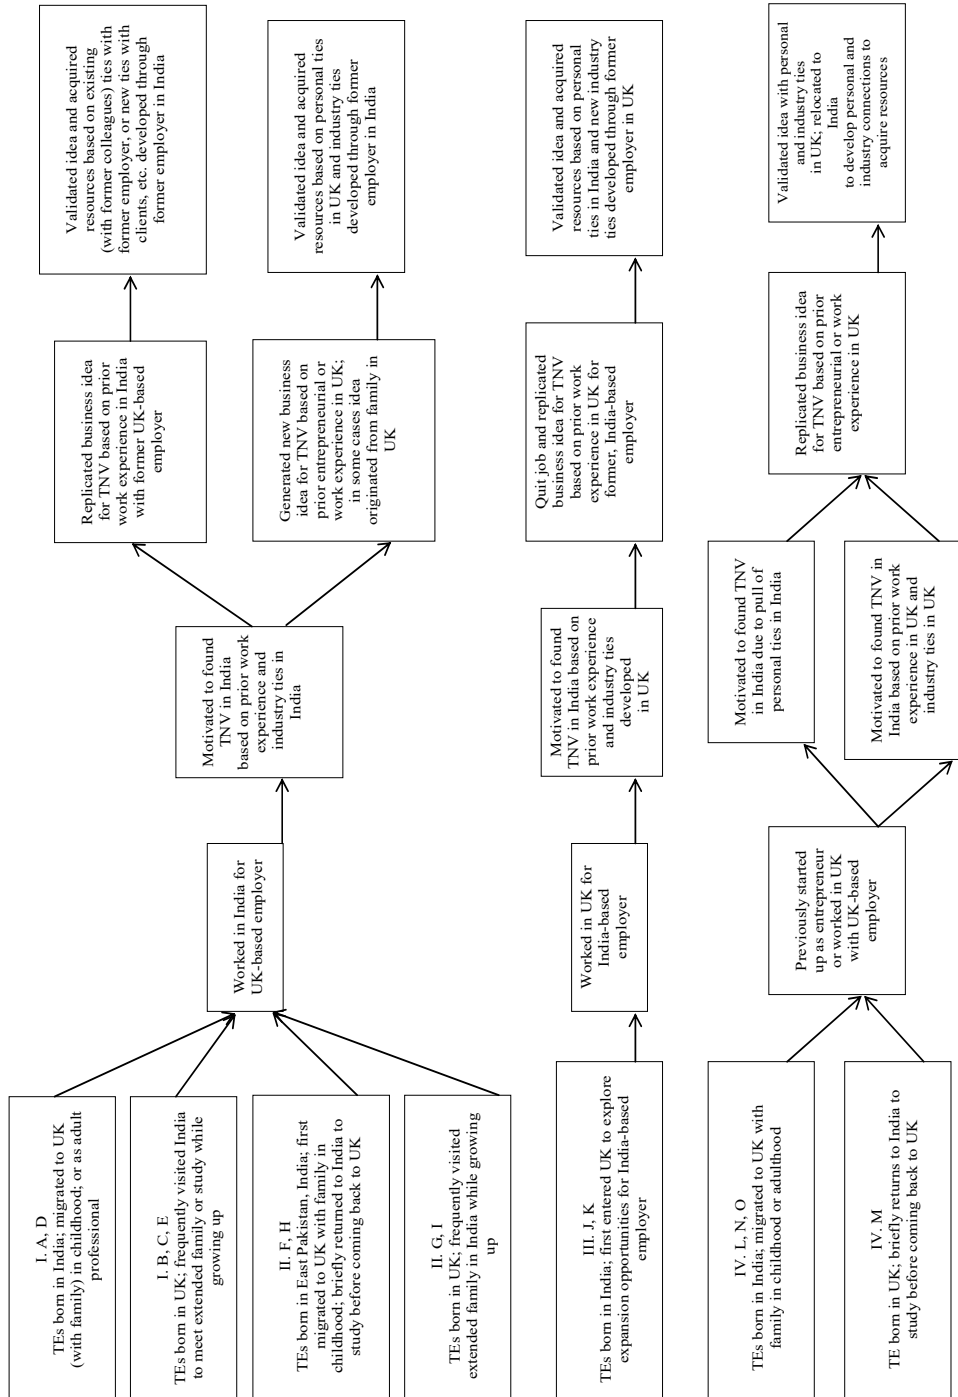 I. A, D
TEs born in India; migrated to UK
(with family) in childhood; or as adult
professional
I. B, C, E
TEs born in UK; frequently visited India
to meet extended family or study while
growing up
II. F, H
TEs born in East Pakistan, India; first
migrated to UK with family in
childhood; briefly returned to India to
study before coming back to UK
II. G, I
TEs born in UK; frequently visited
extended family in India while growing
up
III. J, K
TEs born in India; first entered UK to explore
expansion opportunities for India-based
employer
IV. L, N, O
TEs born in India; migrated to UK with
family in childhood or adulthood
IV. M
TE born in UK; briefly returns to India to
study before coming back to UK
Worked in India for
UK-based employer
Worked in UK for
India-based
employer
Previously started
up as entrepreneur
or worked in UK
with UK-based
employer
Motivated to found
TNV in India
based on prior work
experience and
industry ties in
India
Motivated to found
TNV in India based on
prior work experience
and industry ties
developed
in UK
Motivated to found TNV
in India due to pull of
personal ties in India
Motivated to found TNV in
India based on prior work
experience in UK and
industry ties in UK
Replicated business idea
for TNV based on prior
work experience in India
with former UK-based
employer
Generated new business
idea for TNV based on
prior entrepreneurial or
work experience in UK;
in some cases idea
originated from family in
UK
Quit job and replicated
business idea for TNV
based on prior work
experience in UK for
former, India-based
employer
Replicated business idea
for TNV based on prior
entrepreneurial or work
experience in UK
Validated idea and acquired
resources based on existing
(with former colleagues) ties with
former employer, or new ties with
clients, etc. developed through
former employer in India
Validated idea and acquired
resources based on personal ties
in UK and industry ties
developed through former
employer in India
Validated idea and acquired
resources based on personal
ties in India and new industry
ties developed through former
employer in UK
Validated idea with personal
and industry ties
in UK; relocated to
India
to develop personal and
industry connections to
acquire resources